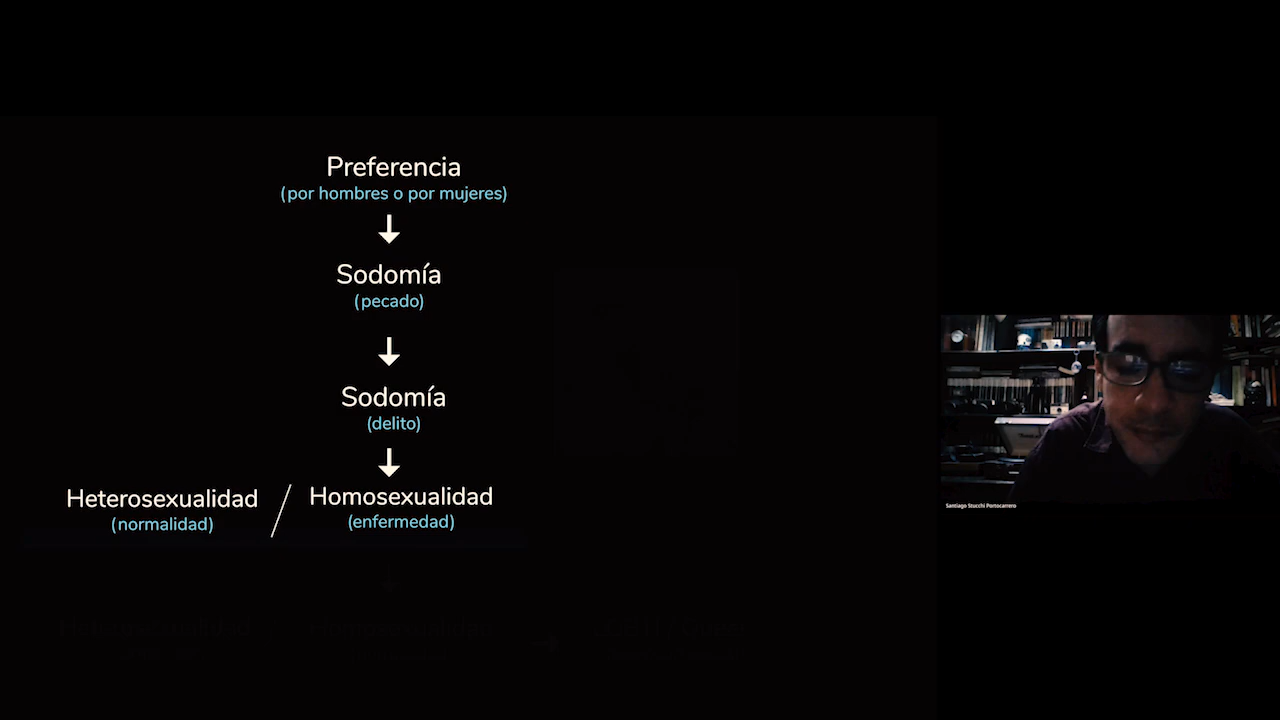 Preferencia
(por hombres o por mujeres)
Sodomía
(pecado)
Sodomía
(delito)
Heterosexualidad / Homosexualidad
(normalidad) (enfermedad)
Santiago Stucchi Portocarrero